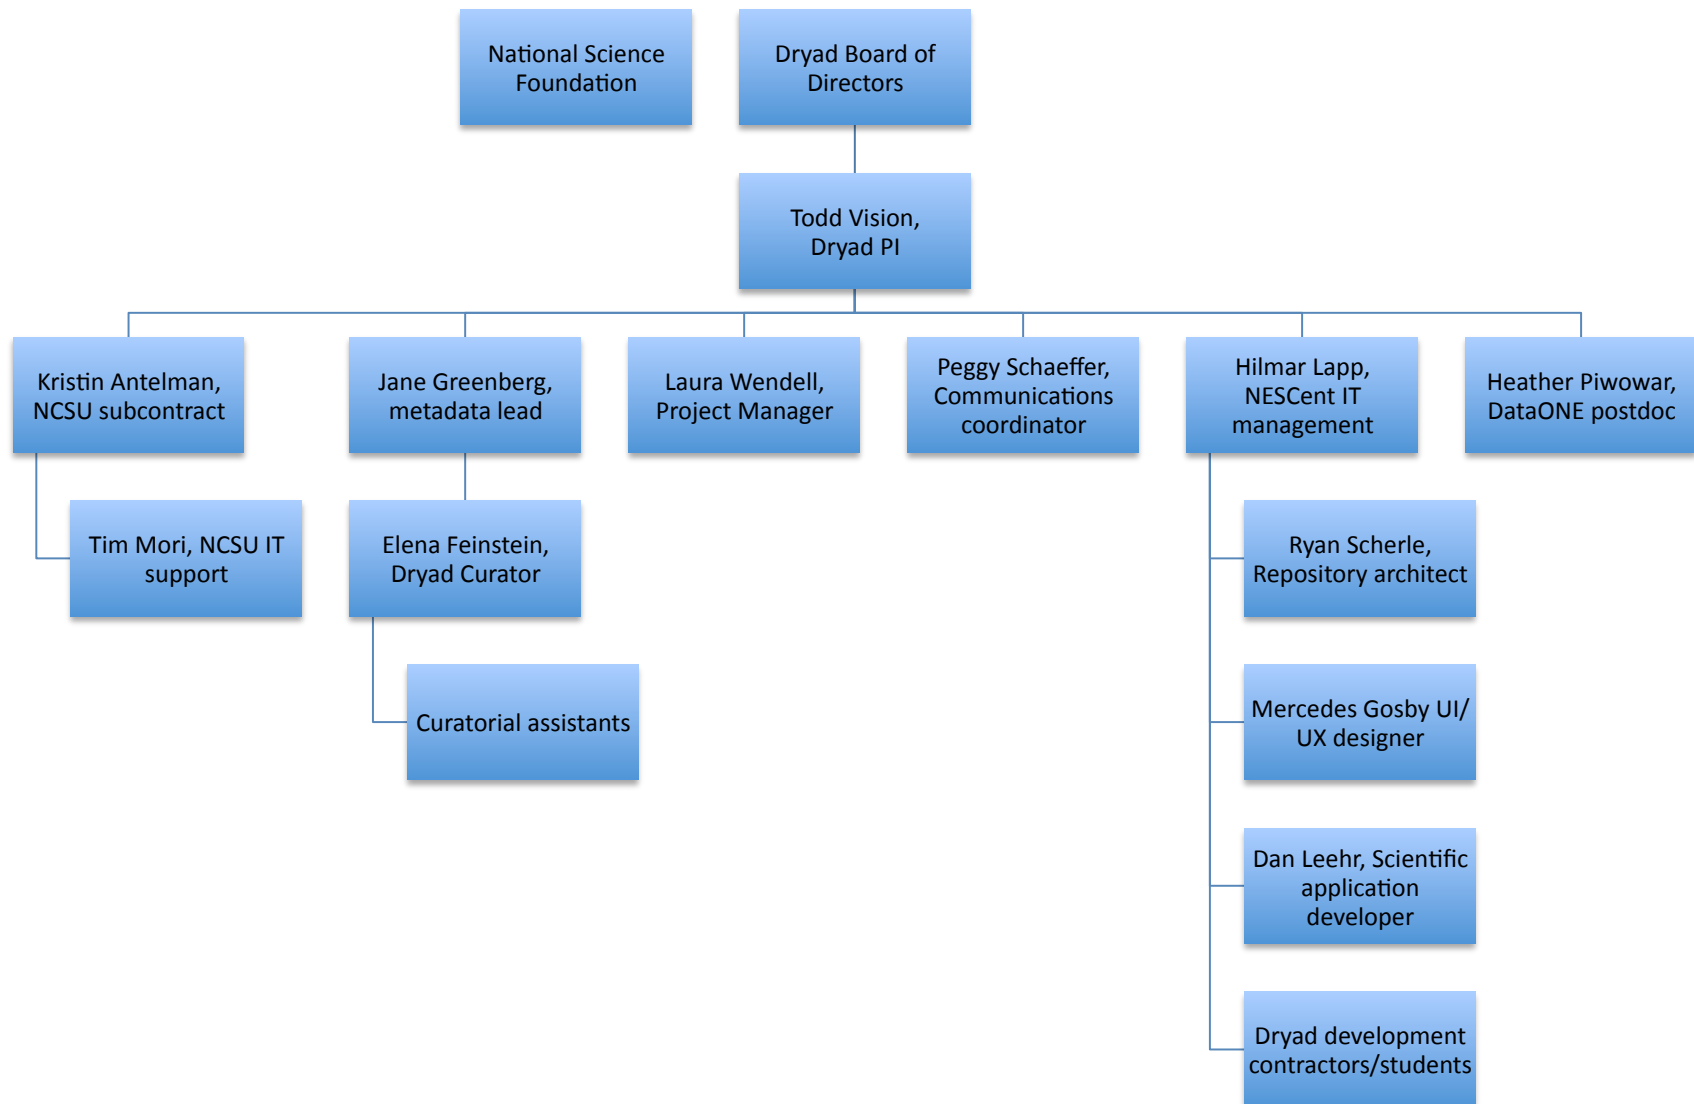 National Science
Foundation
Dryad Board of
Directors
Todd Vision,
Dryad PI
Kristin Antelman,
NCSU subcontract
Jane Greenberg,
metadata lead
Laura Wendell,
Project Manager
Peggy Schaeffer,
Communications
coordinator
Hilmar Lapp,
NESCent IT
management
Heather Piwowar,
DataONE postdoc
Tim Mori, NCSU IT
support
Elena Feinstein,
Dryad Curator
Ryan Scherle,
Repository architect
Curatorial assistants
Mercedes Gosby UI/
UX designer
Dan Leehr, Scientific
application
developer
Dryad development
contractors/students